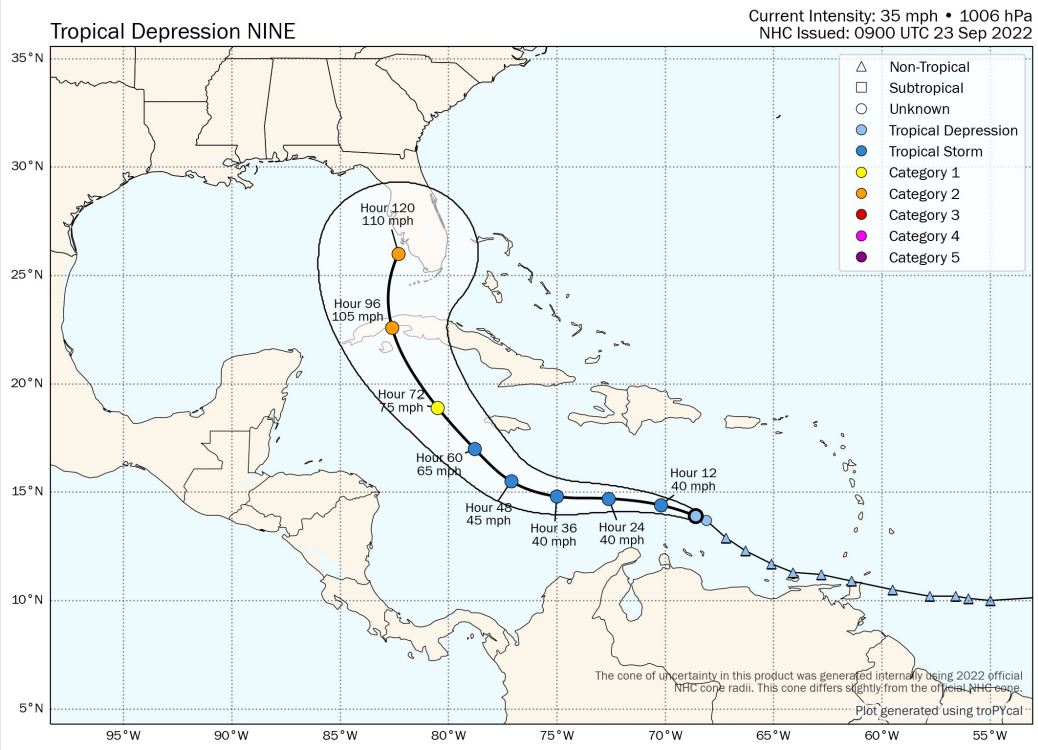 Tropical Depression NINE
Current Intensity: 35 mph • 1006 hPa
NHC Issued: 0900 UTC 23 Sep 2022
Non-Tropical
Subtropical
Unknown
Tropical Depression
Tropical Storm
Category 1
Category 2
Category 3
Category 4
Category 5
35°N
30°N
25°N
20°N
15°N
10°N
5°N
Hour 120
110 mph
Hour 96
105 mph
Hour 72
75 mph
Hour 60
65 mph
Hour 48
45 mph
Hour 36
40 mph
Hour 24
40 mph
Hour 12
40 mph
The cone of uncertainty in this product was generated internally using 2022 official
NHC cone radii. This cone differs slightly from the official NHC cone.
Plot generated using troPYcal
95°W
90°W
85°W
80°W
75°W
70°W
65°W
60°W
55°W